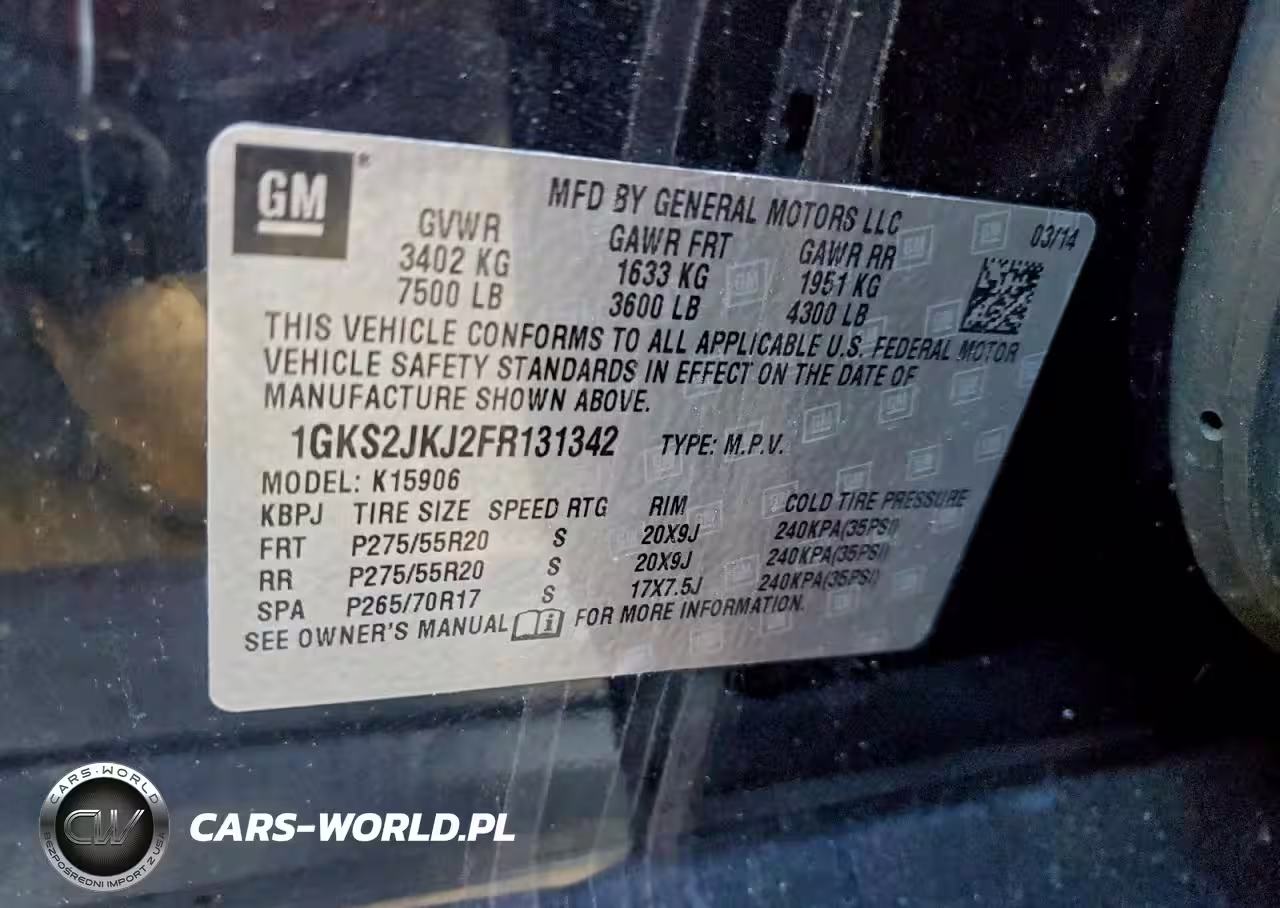 GM ®
MFD BY GENERAL MOTORS LLC
03/14
GVWR GAWR FRT GAWR RR
3402 KG 1633 KG 1951 KG
7500 LB 3600 LB 4300 LB
THIS VEHICLE CONFORMS TO ALL APPLICABLE U.S. FEDERAL MOTOR
VEHICLE SAFETY STANDARDS IN EFFECT ON THE DATE OF
MANUFACTURE SHOWN ABOVE.
1GKS2JKJ2FR131342 TYPE: M.P.V.
MODEL: K15906
KBPJ TIRE SIZE SPEED RTG RIM COLD TIRE PRESSURE
FRT P275/55R20 S 20X9J 240KPA(35PSI)
RR P275/55R20 S 20X9J 240KPA(35PSI)
SPA P265/70R17 S 17X7.5J 240KPA(35PSI)
SEE OWNER'S MANUAL i FOR MORE INFORMATION.
CARS-WORLD
CW
BEZPOŚREDNI IMPORT Z USA
CARS-WORLD.PL